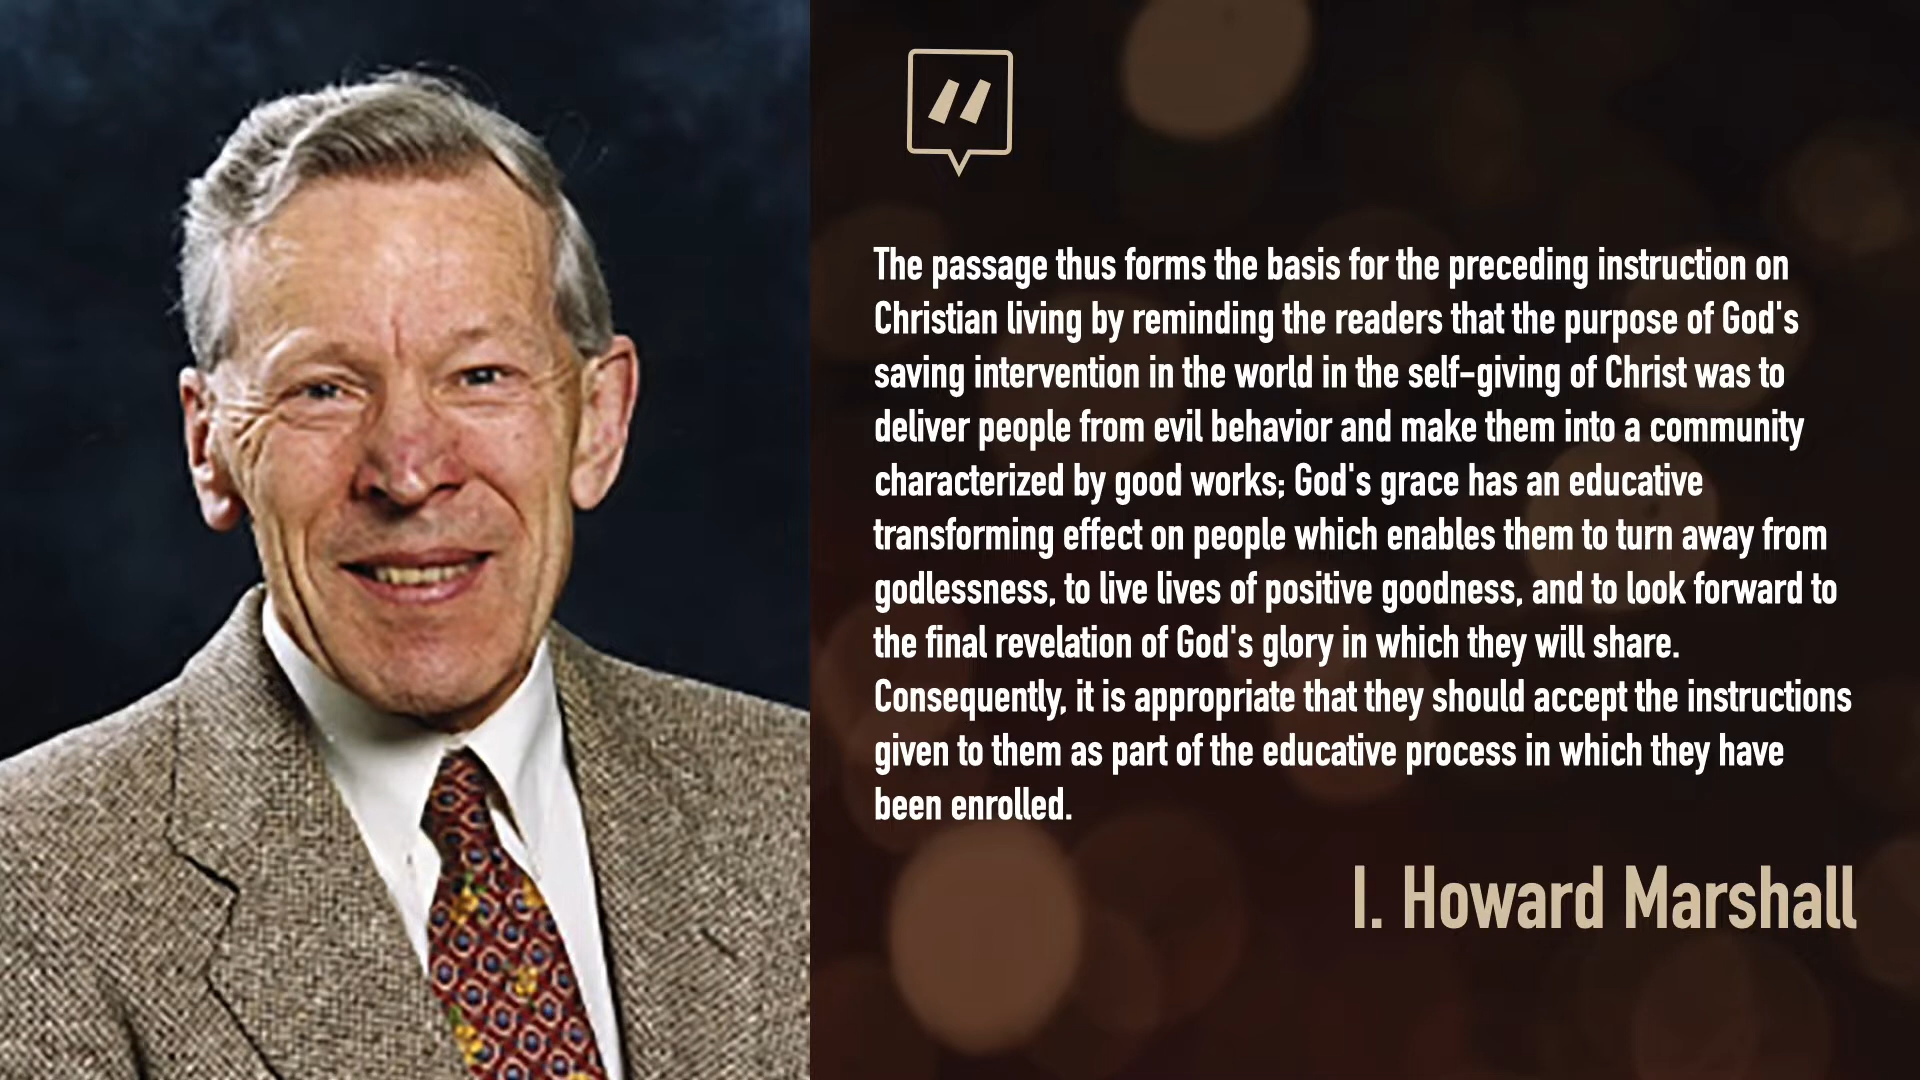 The passage thus forms the basis for the preceding instruction on
Christian living by reminding the readers that the purpose of God's
saving intervention in the world in the self-giving of Christ was to
deliver people from evil behavior and make them into a community
characterized by good works; God's grace has an educative
transforming effect on people which enables them to turn away from
godlessness, to live lives of positive goodness, and to look forward to
the final revelation of God's glory in which they will share.
Consequently, it is appropriate that they should accept the instructions
given to them as part of the educative process in which they have
been enrolled.
I. Howard Marshall